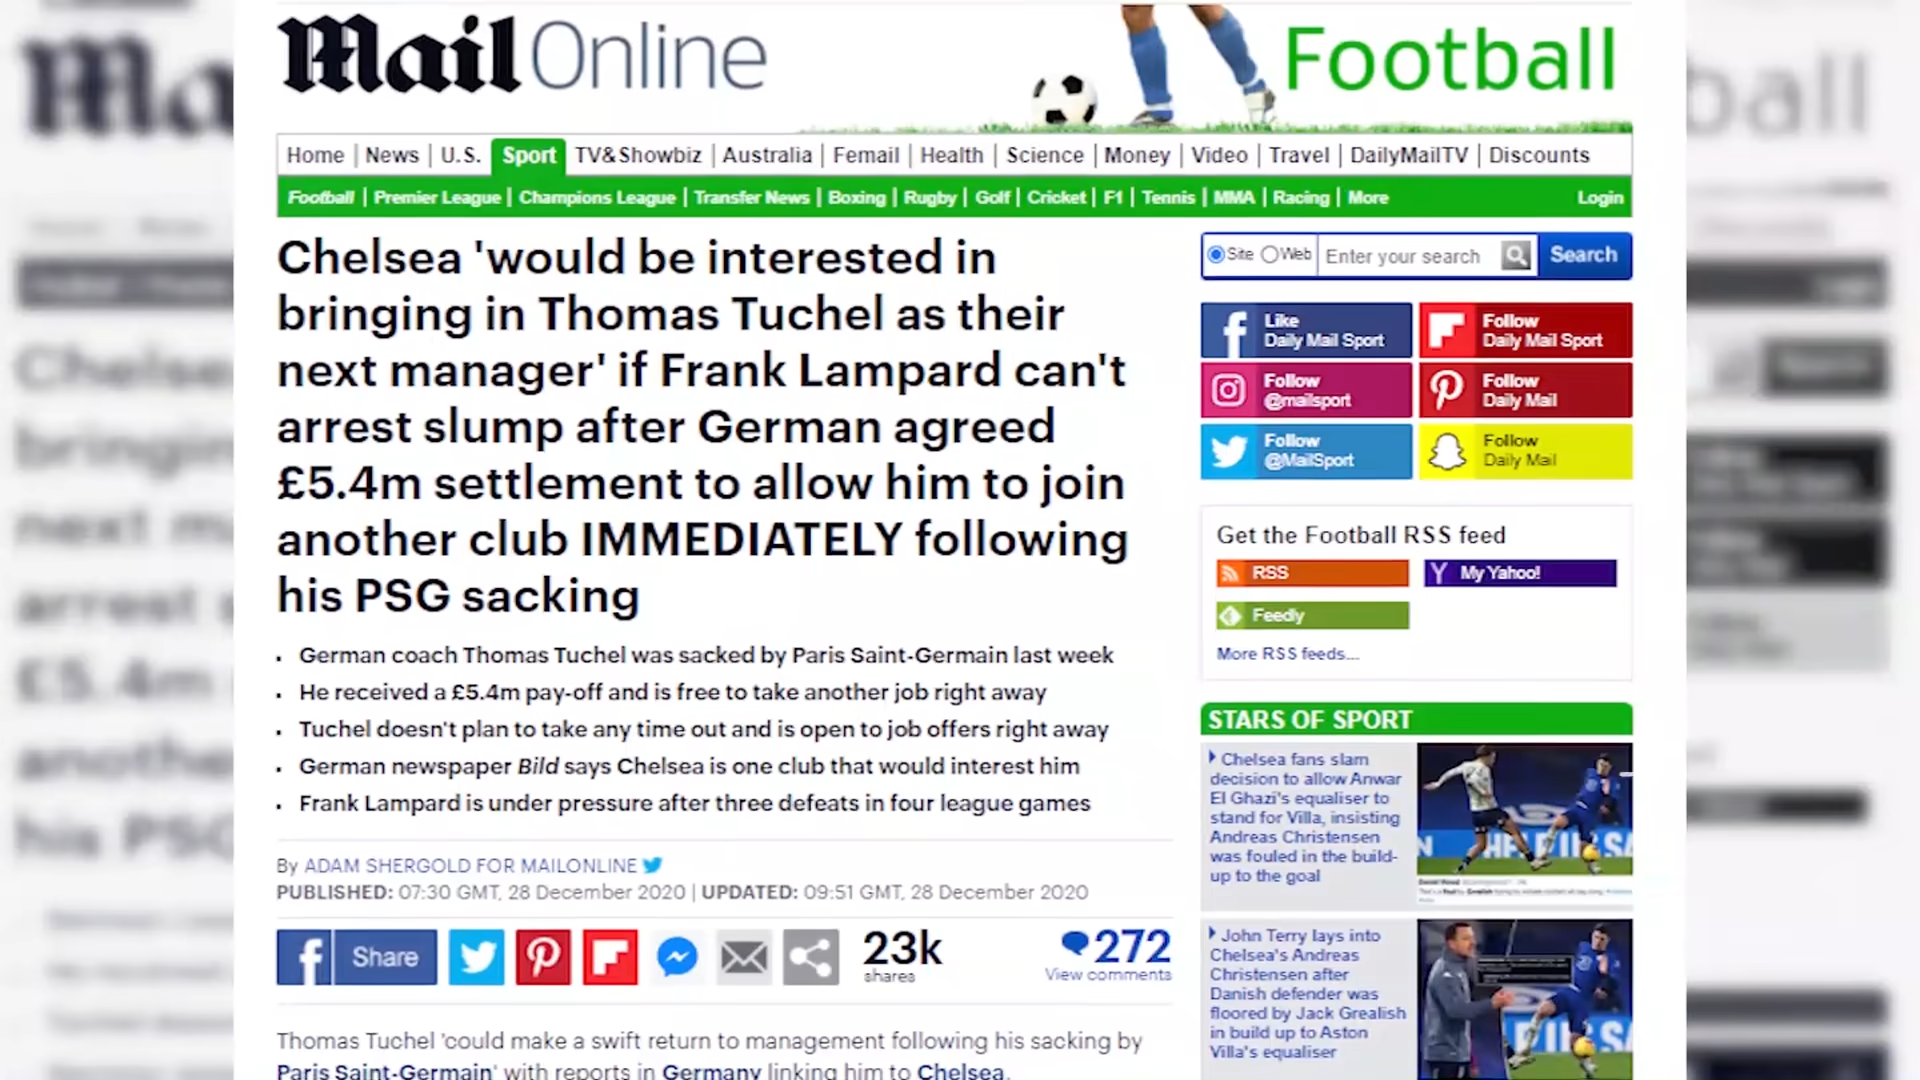 Mail Online
Football
Home | News | U.S. Sport TV&Showbiz | Australia | Femail | Health | Science | Money | Video | Travel | DailyMailTV | Discounts
Football | Premier League | Champions League | Transfer News | Boxing | Rugby | Golf | Cricket | F1 | Tennis | MMA | Racing | More Login
Chelsea 'would be interested in
bringing in Thomas Tuchel as their
next manager' if Frank Lampard can't
arrest slump after German agreed
£5.4m settlement to allow him to join
another club IMMEDIATELY following
his PSG sacking
German coach Thomas Tuchel was sacked by Paris Saint-Germain last week
He received a £5.4m pay-off and is free to take another job right away
Tuchel doesn't plan to take any time out and is open to job offers right away
German newspaper Bild says Chelsea is one club that would interest him
Frank Lampard is under pressure after three defeats in four league games
By ADAM SHERGOLD FOR MAILONLINE
PUBLISHED: 07:30 GMT, 28 December 2020 | UPDATED: 09:51 GMT, 28 December 2020
Share
23k
shares
272
View comments
Thomas Tuchel 'could make a swift return to management following his sacking by
Paris Saint-Germain' with reports in Germany linking him to Chelsea.
Site Web Enter your search Search
Like
Daily Mail Sport
Follow
Daily Mail Sport
Follow
@mailsport
Follow
Daily Mail
Follow
@MailSport
Follow
Daily Mail
Get the Football RSS feed
RSS
My Yahoo!
Feedly
More RSS feeds...
STARS OF SPORT
Chelsea fans slam
decision to allow Anwar
El Ghazi's equaliser to
stand for Villa, insisting
Andreas Christensen
was fouled in the build-
up to the goal
John Terry lays into
Chelsea's Andreas
Christensen after
Danish defender was
floored by Jack Grealish
in build up to Aston
Villa's equaliser